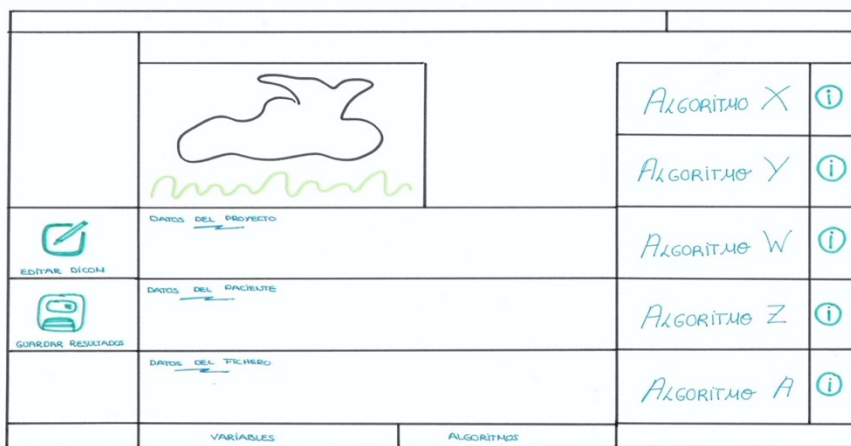 ALGORITMO X
ALGORITMO Y
DATOS DEL PROYECTO
ALGORITMO W
EDITAR DICOM
DATOS DEL PACIENTE
ALGORITMO Z
GUARDAR RESULTADOS
DATOS DEL FICHERO
ALGORITMO A
VARIABLES
ALGORITMOS